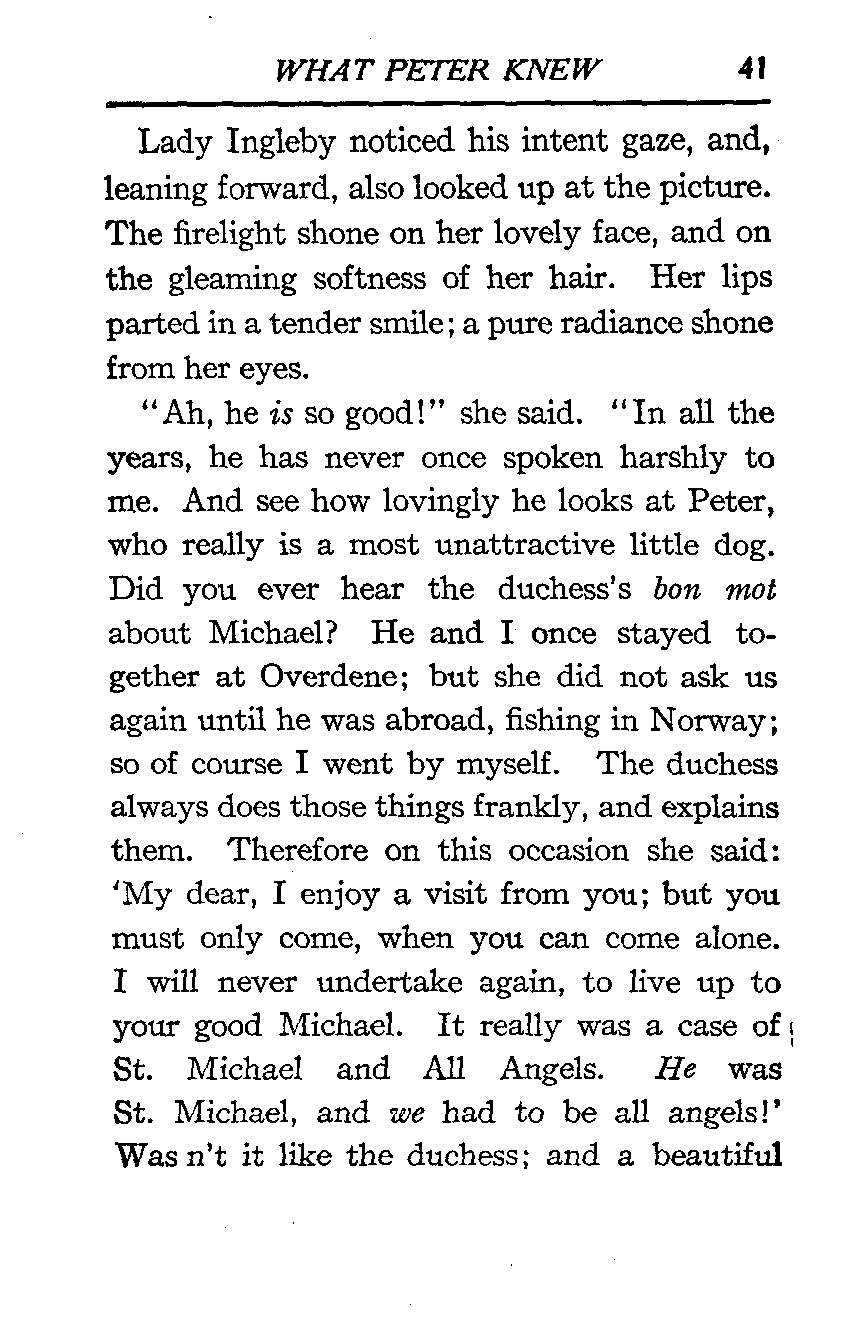 WHAT PETER KNEW 41
Lady Ingleby noticed his intent gaze, and,
leaning forward, also looked up at the picture.
The firelight shone on her lovely face, and on
the gleaming softness of her hair. Her lips
parted in a tender smile; a pure radiance shone
from her eyes.
"Ah, he is so good!" she said. "In all the
years, he has never once spoken harshly to
me. And see how lovingly he looks at Peter,
who really is a most unattractive little dog.
Did you ever hear the duchess's bon mot
about Michael? He and I once stayed to-
gether at Overdene; but she did not ask us
again until he was abroad, fishing in Norway;
so of course I went by myself. The duchess
always does those things frankly, and explains
them. Therefore on this occasion she said:
'My dear, I enjoy a visit from you; but you
must only come, when you can come alone.
I will never undertake again, to live up to
your good Michael. It really was a case of
St. Michael and All Angels. He was
St. Michael, and we had to be all angels!'
Was n't it like the duchess; and a beautiful